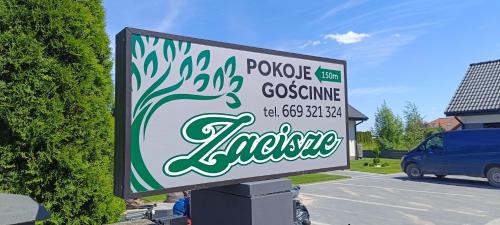 POKOJE 150m
GOŚCINNE
tel. 669 321 324
Zacisze